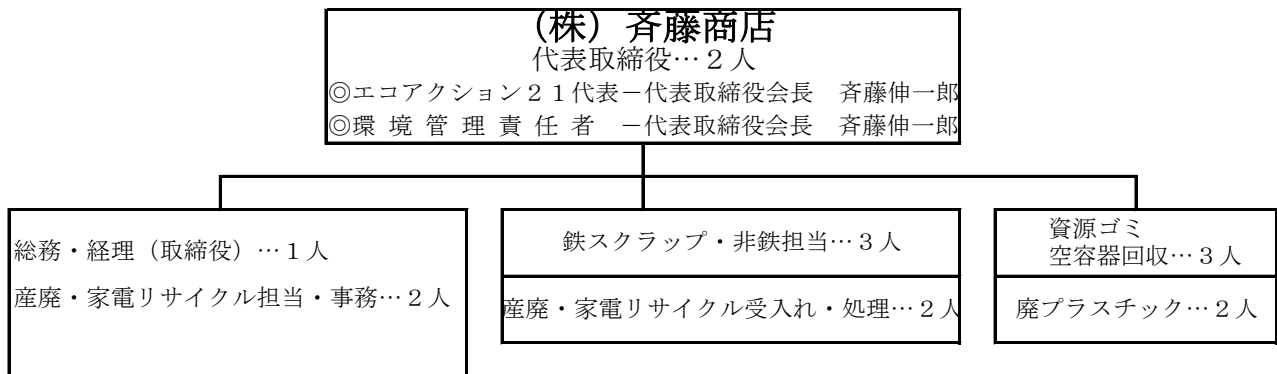 （株）斉藤商店
代表取締役…２人
◎エコアクション２１代表－代表取締役会長　斉藤伸一郎
◎環 境 管 理 責 任 者　－代表取締役会長　斉藤伸一郎
総務・経理（取締役）…１人
産廃・家電リサイクル担当・事務…２人
鉄スクラップ・非鉄担当…３人
産廃・家電リサイクル受入れ・処理…２人
資源ゴミ
空容器回収…３人
廃プラスチック…２人